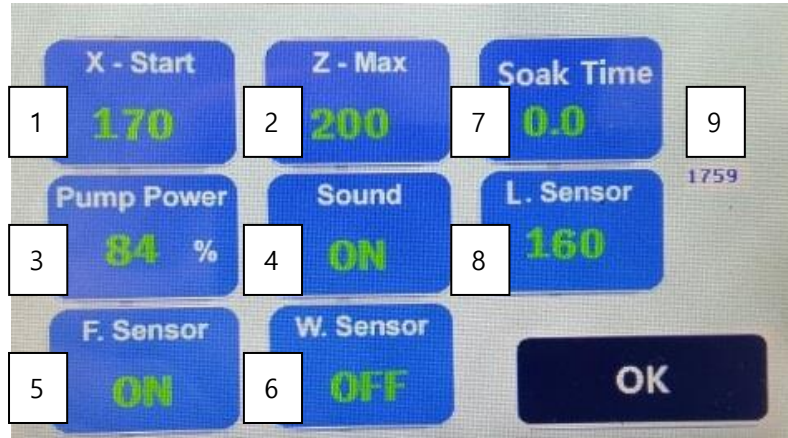 X - Start
Z - Max
Soak Time
1
170
2
200
7
0.0
9
1759
Pump Power
Sound
L. Sensor
3
84 %
4
ON
8
160
F. Sensor
W. Sensor
5
ON
6
OFF
OK